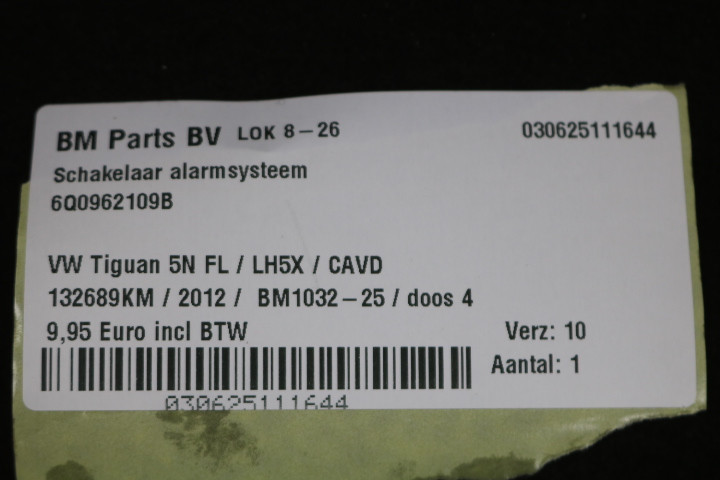 BM Parts BV LOK 8-26 030625111644
Schakelaar alarmsysteem
6Q0962109B
VW Tiguan 5N FL / LH5X / CAVD
132689KM / 2012 / BM1032-25 / doos 4
9,95 Euro incl BTW Verz: 10
Aantal: 1
030625111644